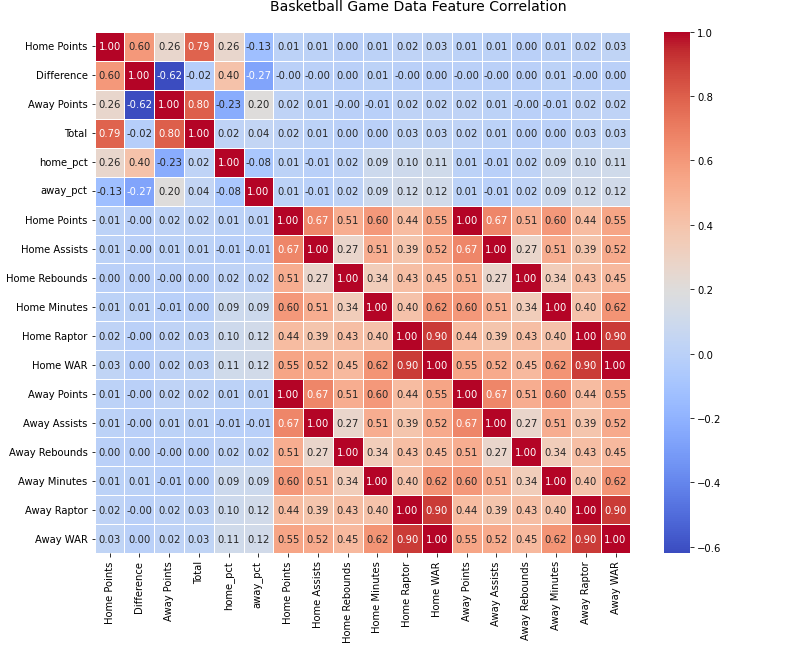 Basketball Game Data Feature Correlation
Home Points 1.00 0.60 0.26 0.79 0.26 -0.13 0.01 0.01 0.00 0.01 0.02 0.03 0.01 0.01 0.00 0.01 0.02 0.03
Difference 0.60 1.00 -0.62 -0.02 0.40 -0.27 -0.00 -0.00 0.00 0.01 -0.00 0.00 -0.00 -0.00 0.00 0.01 -0.00 0.00
Away Points 0.26 -0.62 1.00 0.80 -0.23 0.20 0.02 0.01 -0.00 -0.01 0.02 0.02 0.02 0.01 -0.00 -0.01 0.02 0.02
Total 0.79 -0.02 0.80 1.00 0.02 0.04 0.02 0.01 0.00 0.00 0.03 0.03 0.02 0.01 0.00 0.00 0.03 0.03
home_pct 0.26 0.40 -0.23 0.02 1.00 -0.08 0.01 -0.01 0.02 0.09 0.10 0.11 0.01 -0.01 0.02 0.09 0.10 0.11
away_pct -0.13 -0.27 0.20 0.04 -0.08 1.00 0.01 -0.01 0.02 0.09 0.12 0.12 0.01 -0.01 0.02 0.09 0.12 0.12
Home Points 0.01 -0.00 0.02 0.02 0.01 0.01 1.00 0.67 0.51 0.60 0.44 0.55 1.00 0.67 0.51 0.60 0.44 0.55
Home Assists 0.01 -0.00 0.01 0.01 -0.01 -0.01 0.67 1.00 0.27 0.51 0.39 0.52 0.67 1.00 0.27 0.51 0.39 0.52
Home Rebounds 0.00 0.00 -0.00 0.00 0.02 0.02 0.51 0.27 1.00 0.34 0.43 0.45 0.51 0.27 1.00 0.34 0.43 0.45
Home Minutes 0.01 0.01 -0.01 0.00 0.09 0.09 0.60 0.51 0.34 1.00 0.40 0.62 0.60 0.51 0.34 1.00 0.40 0.62
Home Raptor 0.02 -0.00 0.02 0.03 0.10 0.12 0.44 0.39 0.43 0.40 1.00 0.90 0.44 0.39 0.43 0.40 1.00 0.90
Home WAR 0.03 0.00 0.02 0.03 0.11 0.12 0.55 0.52 0.45 0.62 0.90 1.00 0.55 0.52 0.45 0.62 0.90 1.00
Away Points 0.01 -0.00 0.02 0.02 0.01 0.01 1.00 0.67 0.51 0.60 0.44 0.55 1.00 0.67 0.51 0.60 0.44 0.55
Away Assists 0.01 -0.00 0.01 0.01 -0.01 -0.01 0.67 1.00 0.27 0.51 0.39 0.52 0.67 1.00 0.27 0.51 0.39 0.52
Away Rebounds 0.00 0.00 -0.00 0.00 0.02 0.02 0.51 0.27 1.00 0.34 0.43 0.45 0.51 0.27 1.00 0.34 0.43 0.45
Away Minutes 0.01 0.01 -0.01 0.00 0.09 0.09 0.60 0.51 0.34 1.00 0.40 0.62 0.60 0.51 0.34 1.00 0.40 0.62
Away Raptor 0.02 -0.00 0.02 0.03 0.10 0.12 0.44 0.39 0.43 0.40 1.00 0.90 0.44 0.39 0.43 0.40 1.00 0.90
Away WAR 0.03 0.00 0.02 0.03 0.11 0.12 0.55 0.52 0.45 0.62 0.90 1.00 0.55 0.52 0.45 0.62 0.90 1.00
Home Points
Difference
Away Points
Total
home_pct
away_pct
Home Points
Home Assists
Home Rebounds
Home Minutes
Home Raptor
Home WAR
Away Points
Away Assists
Away Rebounds
Away Minutes
Away Raptor
Away WAR
1.0
0.8
0.6
0.4
0.2
0.0
−0.2
−0.4
−0.6